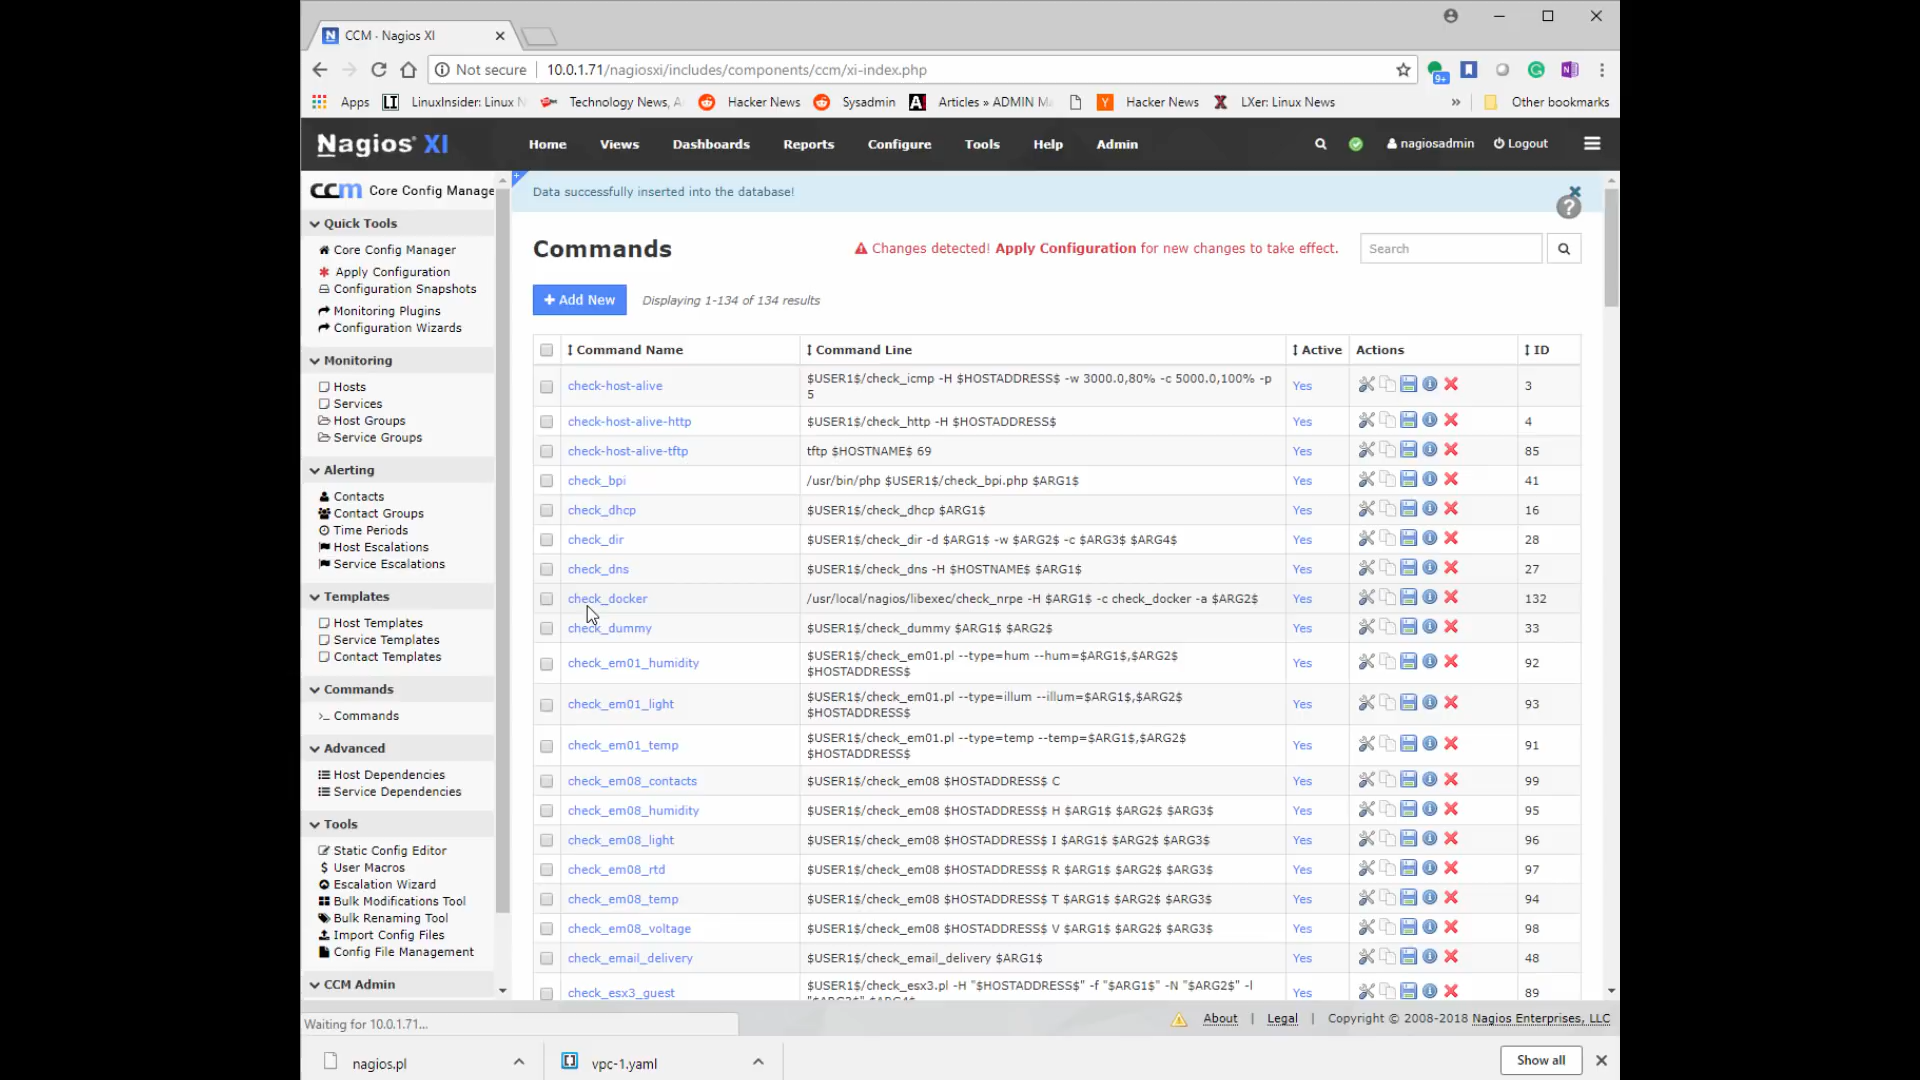 CCM - Nagios XI
Not secure
10.0.1.71/nagiosxi/includes/components/ccm/xi-index.php
9+
Apps
LinuxInsider: Linux N
Technology News, A
Hacker News
Sysadmin
Articles » ADMIN Ma
Hacker News
LXer: Linux News
»
Other bookmarks
Nagios® XI
Home
Views
Dashboards
Reports
Configure
Tools
Help
Admin
nagiosadmin
Logout
ccm Core Config Manage
Data successfully inserted into the database!
Quick Tools
Core Config Manager
Apply Configuration
Configuration Snapshots
Monitoring Plugins
Configuration Wizards
Monitoring
Hosts
Services
Host Groups
Service Groups
Alerting
Contacts
Contact Groups
Time Periods
Host Escalations
Service Escalations
Templates
Host Templates
Service Templates
Contact Templates
Commands
>_ Commands
Advanced
Host Dependencies
Service Dependencies
Tools
Static Config Editor
$ User Macros
Escalation Wizard
Bulk Modifications Tool
Bulk Renaming Tool
Import Config Files
Config File Management
CCM Admin
Commands
Changes detected! Apply Configuration for new changes to take effect.
Search
+ Add New
Displaying 1-134 of 134 results
Command Name Command Line Active Actions ID
check-host-alive $USER1$/check_icmp -H $HOSTADDRESS$ -w 3000.0,80% -c 5000.0,100% -p Yes 3
5
check-host-alive-http $USER1$/check_http -H $HOSTADDRESS$ Yes 4
check-host-alive-tftp tftp $HOSTNAME$ 69 Yes 85
check_bpi /usr/bin/php $USER1$/check_bpi.php $ARG1$ Yes 41
check_dhcp $USER1$/check_dhcp $ARG1$ Yes 16
check_dir $USER1$/check_dir -d $ARG1$ -w $ARG2$ -c $ARG3$ $ARG4$ Yes 28
check_dns $USER1$/check_dns -H $HOSTNAME$ $ARG1$ Yes 27
check_docker /usr/local/nagios/libexec/check_nrpe -H $ARG1$ -c check_docker -a $ARG2$ Yes 132
check_dummy $USER1$/check_dummy $ARG1$ $ARG2$ Yes 33
check_em01_humidity $USER1$/check_em01.pl --type=hum --hum=$ARG1$,$ARG2$ Yes 92
$HOSTADDRESS$
check_em01_light $USER1$/check_em01.pl --type=illum --illum=$ARG1$,$ARG2$ Yes 93
$HOSTADDRESS$
check_em01_temp $USER1$/check_em01.pl --type=temp --temp=$ARG1$,$ARG2$ Yes 91
$HOSTADDRESS$
check_em08_contacts $USER1$/check_em08 $HOSTADDRESS$ C Yes 99
check_em08_humidity $USER1$/check_em08 $HOSTADDRESS$ H $ARG1$ $ARG2$ $ARG3$ Yes 95
check_em08_light $USER1$/check_em08 $HOSTADDRESS$ I $ARG1$ $ARG2$ $ARG3$ Yes 96
check_em08_rtd $USER1$/check_em08 $HOSTADDRESS$ R $ARG1$ $ARG2$ $ARG3$ Yes 97
check_em08_temp $USER1$/check_em08 $HOSTADDRESS$ T $ARG1$ $ARG2$ $ARG3$ Yes 94
check_em08_voltage $USER1$/check_em08 $HOSTADDRESS$ V $ARG1$ $ARG2$ $ARG3$ Yes 98
check_email_delivery $USER1$/check_email_delivery $ARG1$ Yes 48
check_esx3_guest $USER1$/check_esx3.pl -H "$HOSTADDRESS$" -f "$ARG1$" -N "$ARG2$" -l Yes 89
Waiting for 10.0.1.71...
About | Legal | Copyright © 2008-2018 Nagios Enterprises, LLC
nagios.pl
vpc-1.yaml
Show all